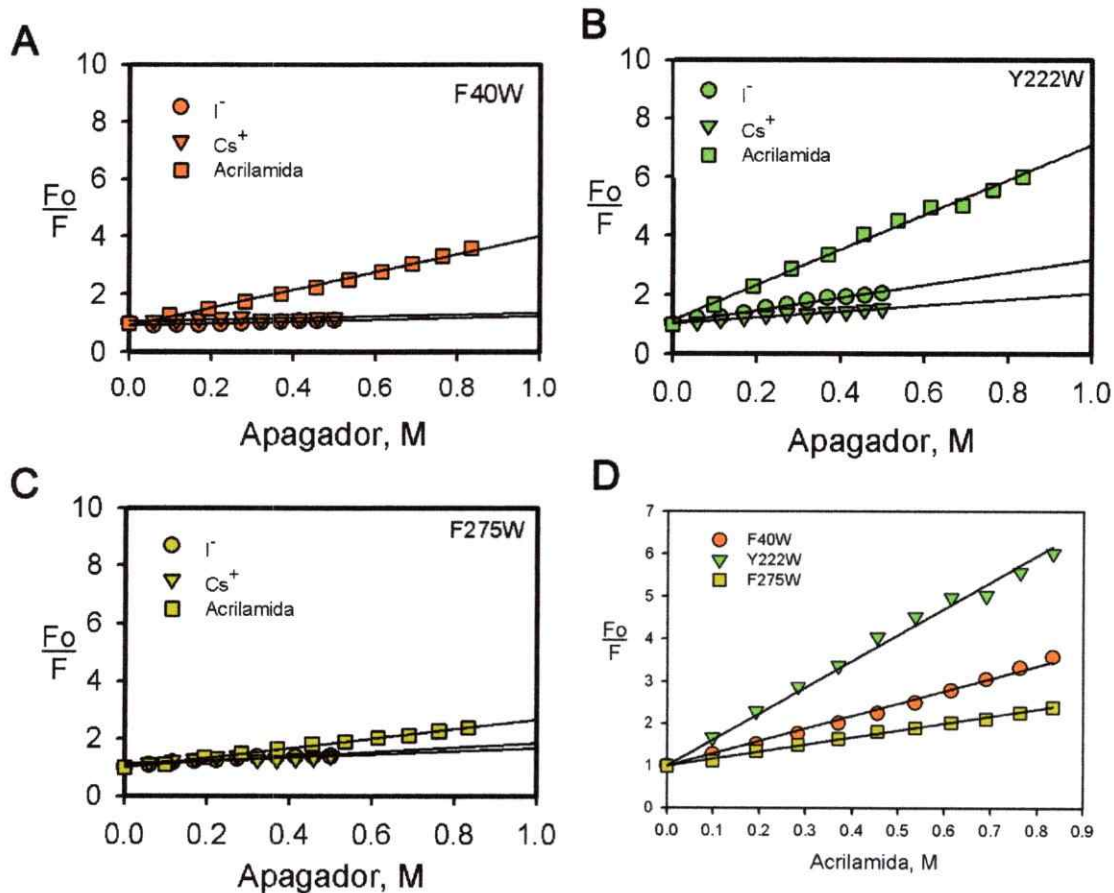 A
F40W
I-
Cs+
Acrilamida
Fo
F
10
8
6
4
2
0
0.0 0.2 0.4 0.6 0.8 1.0
Apagador, M
B
Y222W
I-
Cs+
Acrilamida
Fo
F
10
8
6
4
2
0
0.0 0.2 0.4 0.6 0.8 1.0
Apagador, M
C
F275W
I-
Cs+
Acrilamida
Fo
F
10
8
6
4
2
0
0.0 0.2 0.4 0.6 0.8 1.0
Apagador, M
D
F40W
Y222W
F275W
Fo
F
7
6
5
4
3
2
1
0
0.0 0.1 0.2 0.3 0.4 0.5 0.6 0.7 0.8 0.9
Acrilamida, M